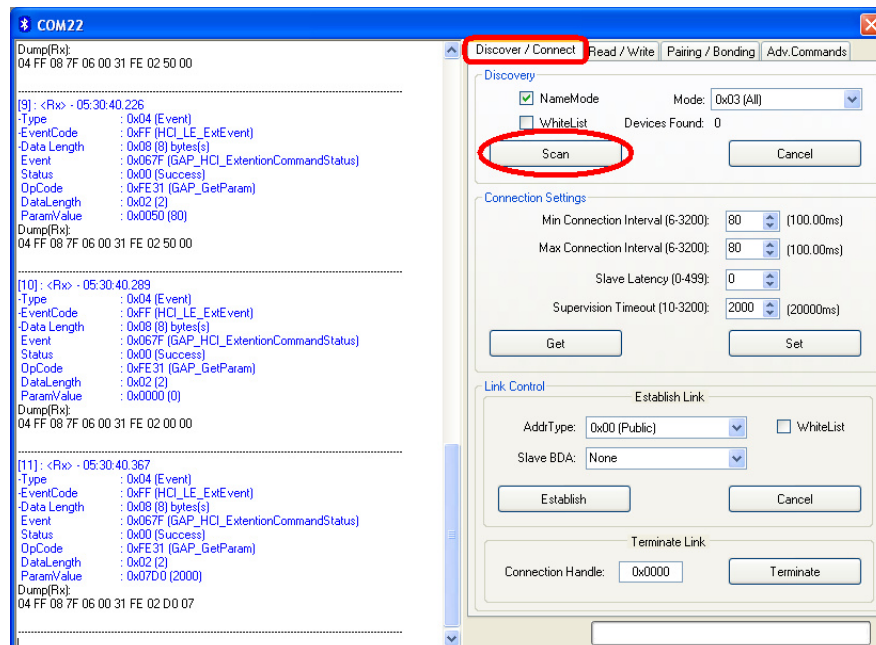 COM22
Dump(Rx):
04 FF 08 7F 06 00 31 FE 02 50 00
[9] : <Rx> - 05:30:40.226
-Type : 0x04 (Event)
-EventCode : 0xFF (HCI_LE_ExtEvent)
-Data Length : 0x08 (8) bytes(s)
Event : 0x067F (GAP_HCI_ExtentionCommandStatus)
Status : 0x00 (Success)
OpCode : 0xFE31 (GAP_GetParam)
DataLength : 0x02 (2)
ParamValue : 0x0050 (80)
Dump(Rx):
04 FF 08 7F 06 00 31 FE 02 50 00
[10] : <Rx> - 05:30:40.289
-Type : 0x04 (Event)
-EventCode : 0xFF (HCI_LE_ExtEvent)
-Data Length : 0x08 (8) bytes(s)
Event : 0x067F (GAP_HCI_ExtentionCommandStatus)
Status : 0x00 (Success)
OpCode : 0xFE31 (GAP_GetParam)
DataLength : 0x02 (2)
ParamValue : 0x0000 (0)
Dump(Rx):
04 FF 08 7F 06 00 31 FE 02 00 00
[11] : <Rx> - 05:30:40.367
-Type : 0x04 (Event)
-EventCode : 0xFF (HCI_LE_ExtEvent)
-Data Length : 0x08 (8) bytes(s)
Event : 0x067F (GAP_HCI_ExtentionCommandStatus)
Status : 0x00 (Success)
OpCode : 0xFE31 (GAP_GetParam)
DataLength : 0x02 (2)
ParamValue : 0x07D0 (2000)
Dump(Rx):
04 FF 08 7F 06 00 31 FE 02 D0 07
Discover / Connect Read / Write Pairing / Bonding Adv.Commands
Discovery
NameMode Mode: 0x03 (All)
WhiteList Devices Found: 0
Scan Cancel
Connection Settings
Min Connection Interval (6-3200): 80 (100.00ms)
Max Connection Interval (6-3200): 80 (100.00ms)
Slave Latency (0-499): 0
Supervision Timeout (10-3200): 2000 (20000ms)
Get Set
Link Control
Establish Link
AddrType: 0x00 (Public) WhiteList
Slave BDA: None
Establish Cancel
Terminate Link
Connection Handle: 0x0000 Terminate